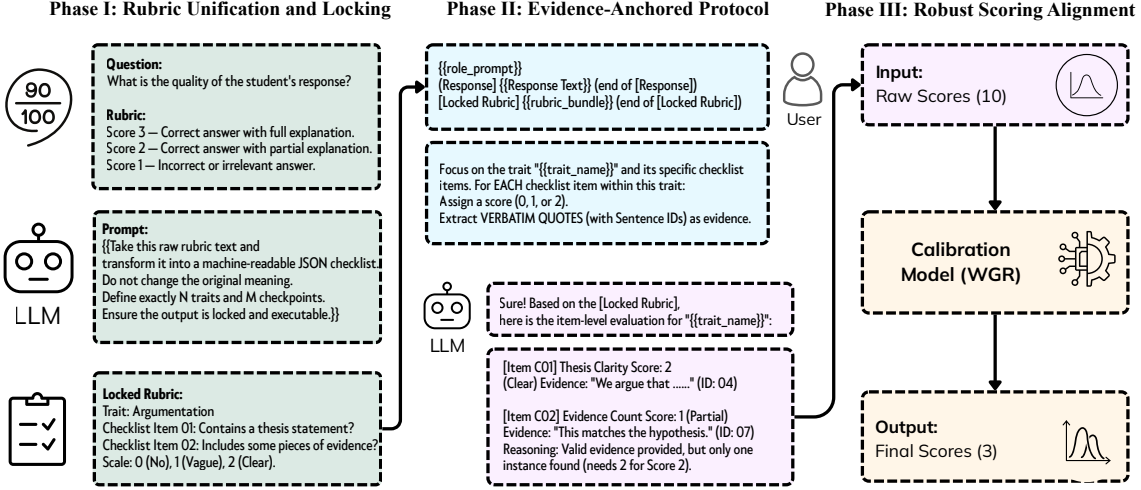 Phase I: Rubric Unification and Locking
90
100
Question:
What is the quality of the student's response?
Rubric:
Score 3 — Correct answer with full explanation.
Score 2 — Correct answer with partial explanation.
Score 1 — Incorrect or irrelevant answer.
LLM
Prompt:
{{Take this raw rubric text and
transform it into a machine-readable JSON checklist.
Do not change the original meaning.
Define exactly N traits and M checkpoints.
Ensure the output is locked and executable.}}
Locked Rubric:
Trait: Argumentation
Checklist Item 01: Contains a thesis statement?
Checklist Item 02: Includes some pieces of evidence?
Scale: 0 (No), 1 (Vague), 2 (Clear).
Phase II: Evidence-Anchored Protocol
{{role_prompt}}
(Response] {{Response Text}} (end of [Response])
[Locked Rubric] {{rubric_bundle}} (end of [Locked Rubric])
User
Focus on the trait "{{trait_name}}" and its specific checklist
items. For EACH checklist item within this trait:
Assign a score (0, 1, or 2).
Extract VERBATIM QUOTES (with Sentence IDs) as evidence.
LLM
Sure! Based on the [Locked Rubric],
here is the item-level evaluation for "{{trait_name}}":
[Item C01] Thesis Clarity Score: 2
(Clear) Evidence: "We argue that ......" (ID: 04)
[Item C02] Evidence Count Score: 1 (Partial)
Evidence: "This matches the hypothesis." (ID: 07)
Reasoning: Valid evidence provided, but only one
instance found (needs 2 for Score 2).
Phase III: Robust Scoring Alignment
Input:
Raw Scores (10)
Calibration
Model (WGR)
Output:
Final Scores (3)